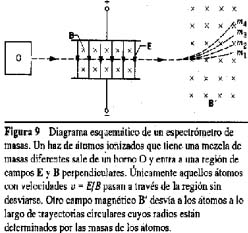 B
E
O
m₄
m₃
m₂
m₁
B'
Figura 9 Diagrama esquemático de un espectrómetro de
masas. Un haz de átomos ionizados que tiene una mezcla de
masas diferentes sale de un horno O y entra a una región de
campos E y B perpendiculares. Únicamente aquellos átomos
con velocidades v = E/B pasan a través de la región sin
desviarse. Otro campo magnético B' desvía a los átomos a lo
largo de trayectorias circulares cuyos radios están
determinados por las masas de los átomos.